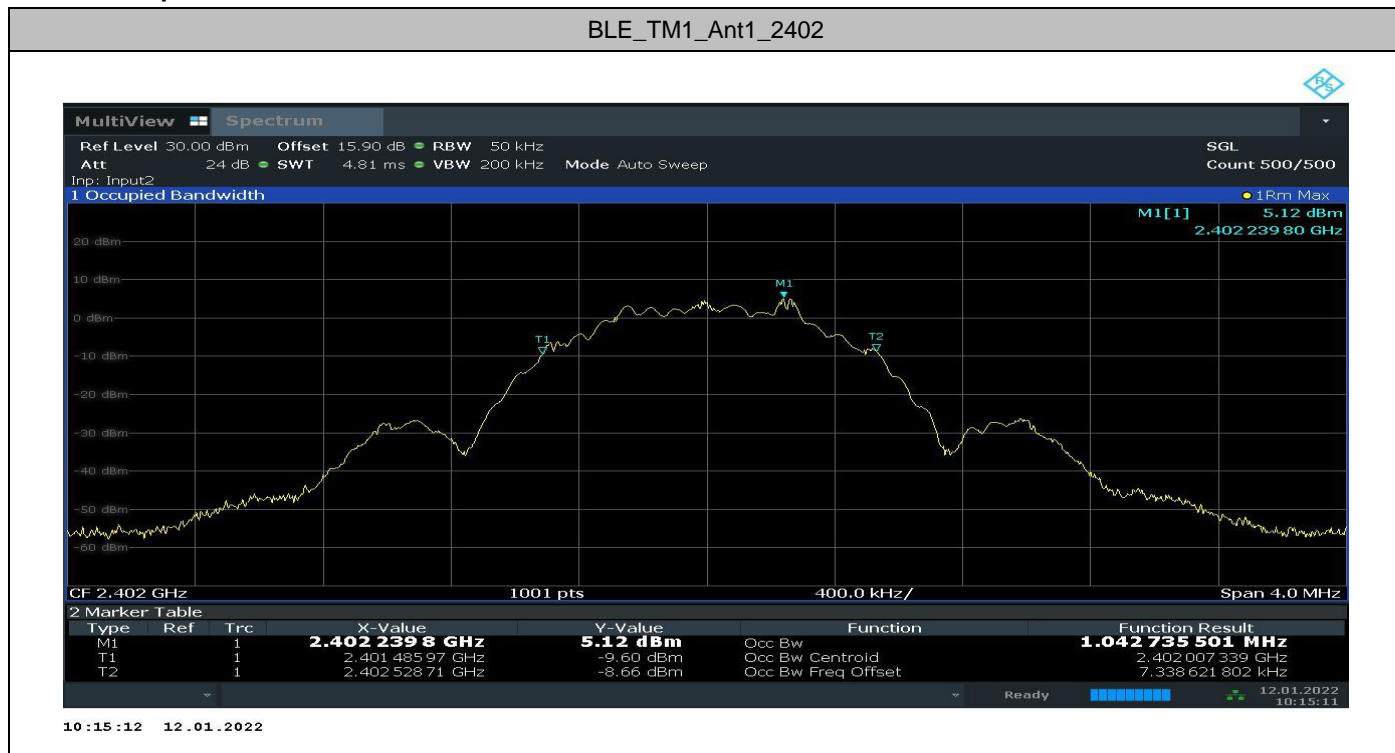 BLE_TM1_Ant1_2402
R&S
MultiView Spectrum
Ref Level 30.00 dBm Offset 15.90 dB RBW 50 kHz SGL
Att 24 dB SWT 4.81 ms VBW 200 kHz Mode Auto Sweep Count 500/500
Inp: Input2
1 Occupied Bandwidth 1Rm Max
M1[1] 5.12 dBm
2.402 239 80 GHz
20 dBm
10 dBm
M1
0 dBm
T1
T2
-10 dBm
-20 dBm
-30 dBm
-40 dBm
-50 dBm
-60 dBm
CF 2.402 GHz 1001 pts 400.0 kHz/ Span 4.0 MHz
2 Marker Table
Type Ref Trc X-Value Y-Value Function Function Result
M1 1 2.402 239 8 GHz 5.12 dBm Occ Bw 1.042 735 501 MHz
T1 1 2.401 485 97 GHz -9.60 dBm Occ Bw Centroid 2.402 007 339 GHz
T2 1 2.402 528 71 GHz -8.66 dBm Occ Bw Freq Offset 7.338 621 802 kHz
Ready 12.01.2022
10:15:11
10:15:12 12.01.2022